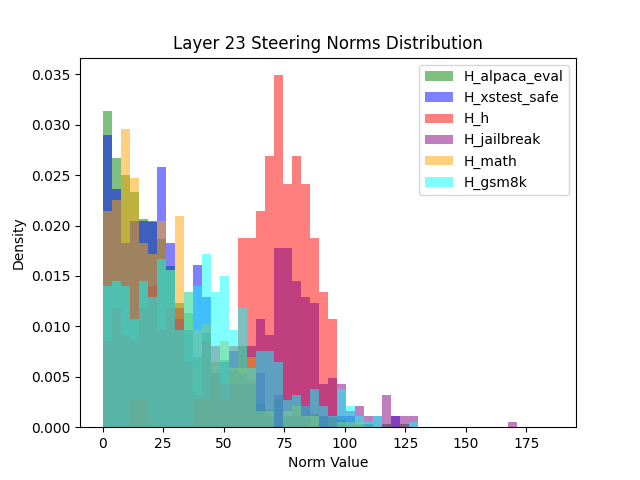 Layer 23 Steering Norms Distribution
H_alpaca_eval
H_xstest_safe
H_h
H_jailbreak
H_math
H_gsm8k
Density
0.035
0.030
0.025
0.020
0.015
0.010
0.005
0.000
0
25
50
75
100
125
150
175
Norm Value